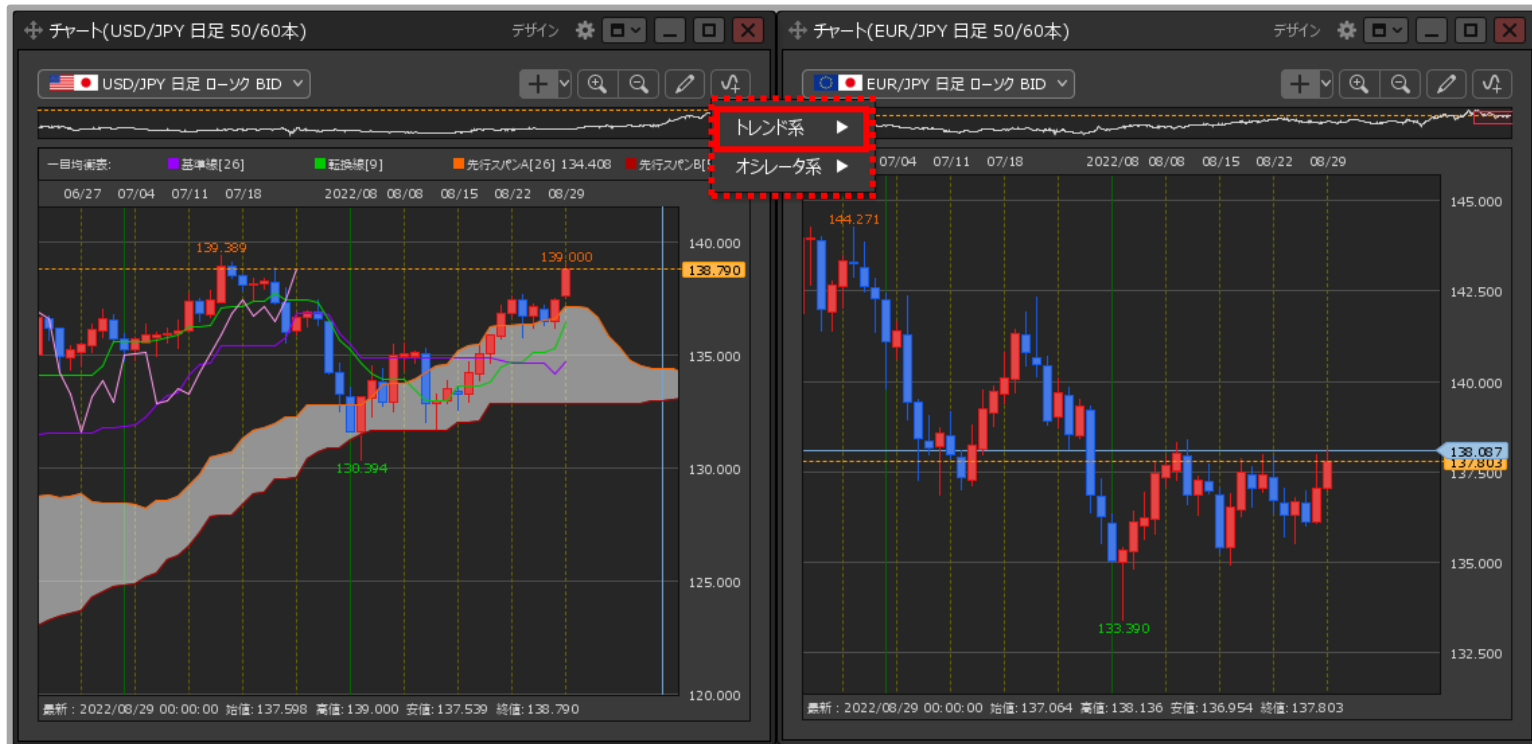 チャート(USD/JPY 日足 50/60本)
デザイン
USD/JPY 日足 ローソク BID
一目均衡表:
基準線[26]
転換線[9]
先行スパンA[26] 134.408
先行スパンB[
06/27 07/04 07/11 07/18 2022/08 08/08 08/15 08/22 08/29
139.389
139.000
130.394
140.000
138.790
135.000
130.000
125.000
120.000
最新：2022/08/29 00:00:00 始値:137.598 高値:139.000 安値:137.539 終値:138.790
トレンド系
オシレータ系
チャート(EUR/JPY 日足 50/60本)
デザイン
EUR/JPY 日足 ローソク BID
07/04 07/11 07/18 2022/08 08/08 08/15 08/22 08/29
144.271
133.390
145.000
142.500
140.000
138.087
137.803
137.500
135.000
132.500
最新：2022/08/29 00:00:00 始値:137.064 高値:138.136 安値:136.954 終値:137.803